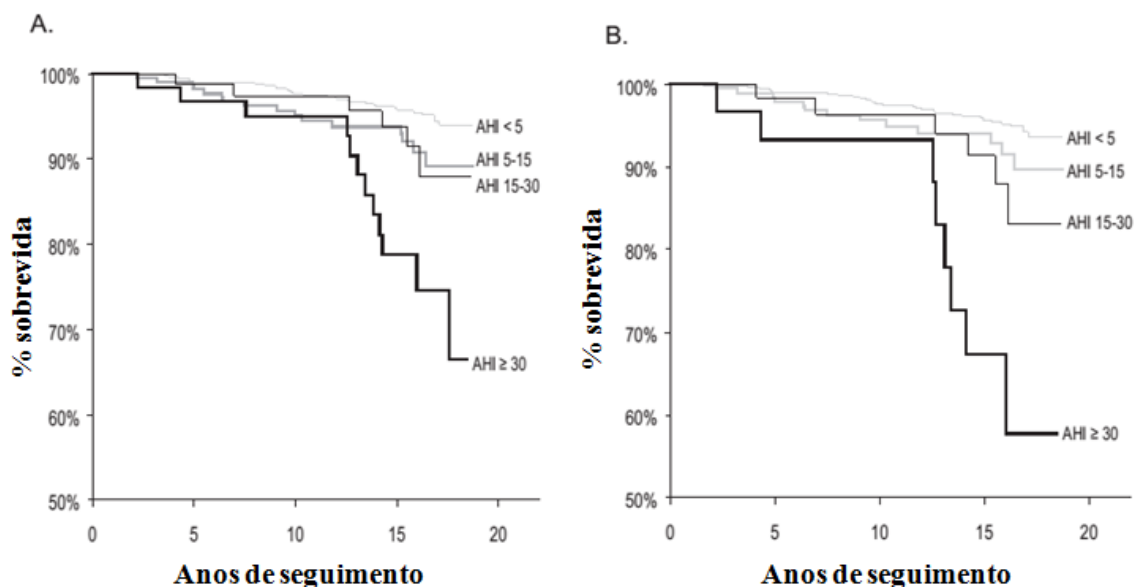 A.
100%
90%
80%
70%
60%
50%
% sobrevida
AHI < 5
AHI 5-15
AHI 15-30
AHI ≥ 30
0 5 10 15 20
Anos de seguimento
B.
100%
90%
80%
70%
60%
50%
% sobrevida
AHI < 5
AHI 5-15
AHI 15-30
AHI ≥ 30
0 5 10 15 20
Anos de seguimento